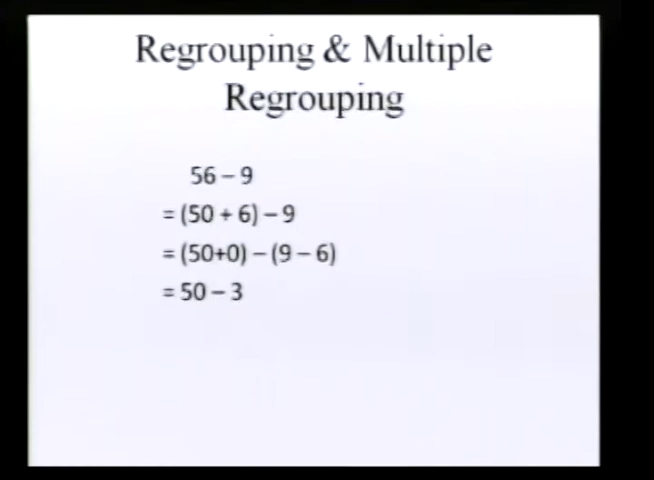 Regrouping & Multiple
Regrouping
56 – 9
= (50 + 6) – 9
= (50+0) – (9 – 6)
= 50 – 3